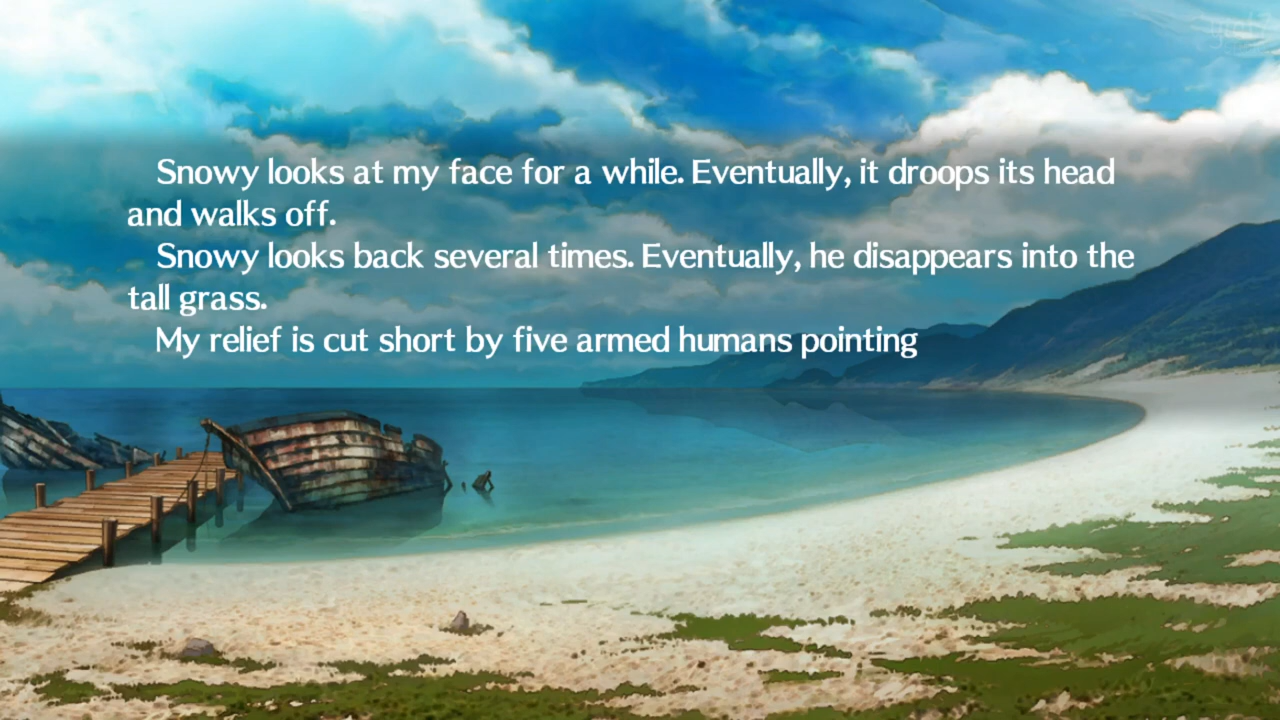 Snowy looks at my face for a while. Eventually, it droops its head
and walks off.
Snowy looks back several times. Eventually, he disappears into the
tall grass.
My relief is cut short by five armed humans pointing